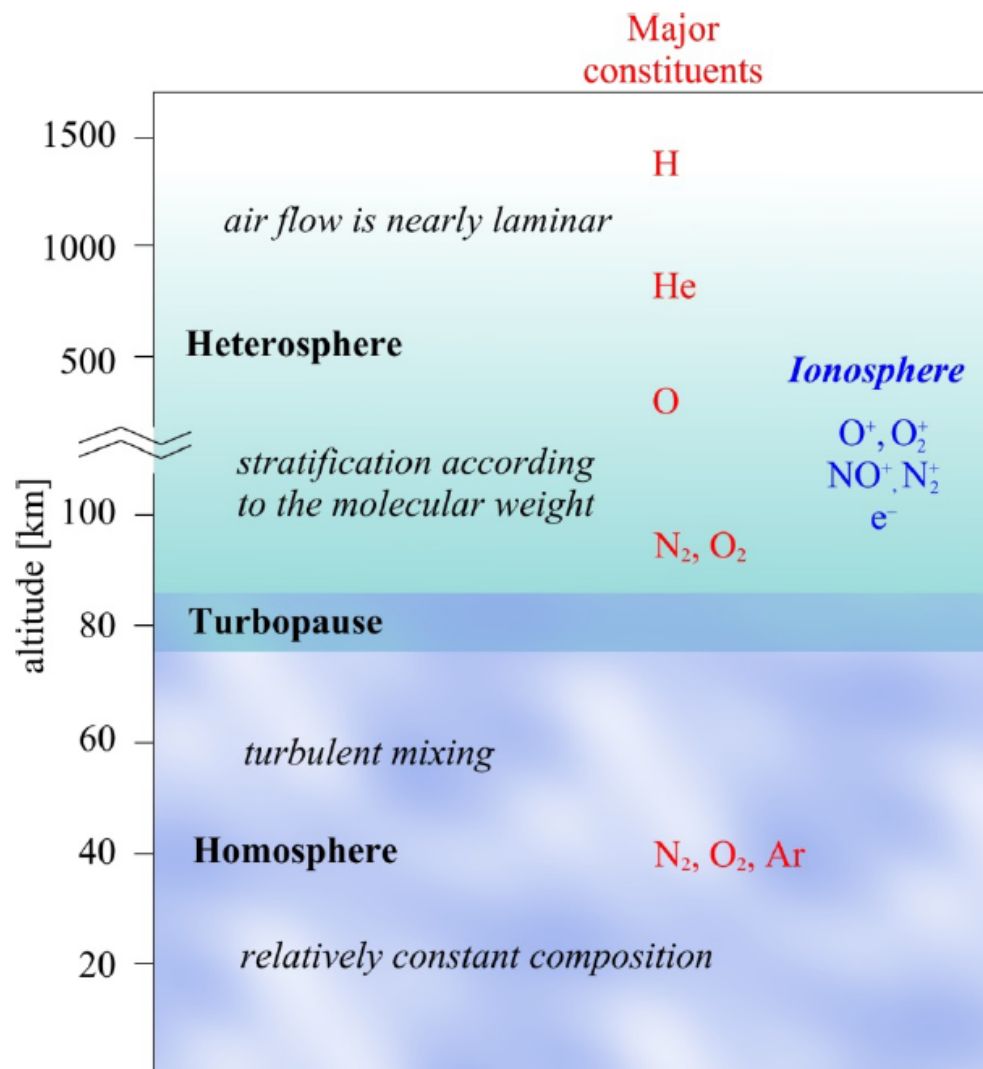 Major
constituents
1500
H
air flow is nearly laminar
1000
He
Heterosphere
500
Ionosphere
O
O⁺, O₂⁺
stratification according
to the molecular weight
NO⁺, N₂⁺
e⁻
100
N₂, O₂
altitude [km]
Turbopause
80
60
turbulent mixing
Homosphere
40
N₂, O₂, Ar
relatively constant composition
20